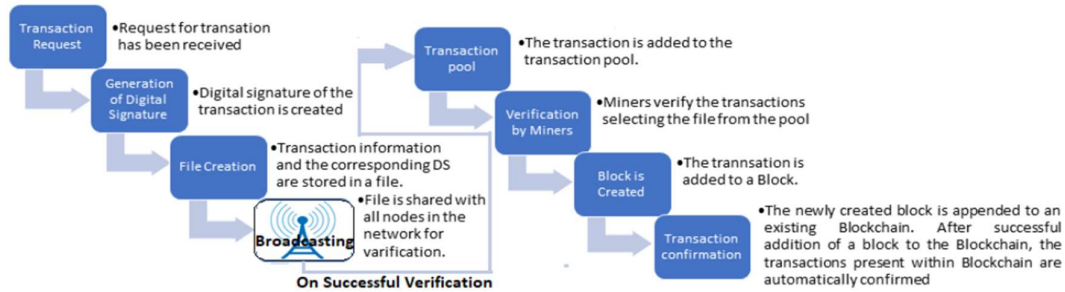 Transaction
Request
•Request for transation
has been received
Generation
of Digital
Signature
•Digital signature of the
transaction is created
File Creation
•Transaction information
and the corresponding DS
are stored in a file.
Broadcasting
•File is shared with
all nodes in the
network for
varification.
On Successful Verification
Transaction
pool
•The transaction is added to the
transaction pool.
Verification
by Miners
•Miners verify the transactions
selecting the file from the pool
Block is
Created
•The trannsation is
added to a Block.
Transaction
confirmation
•The newly created block is appended to an
existing Blockchain. After successful
addition of a block to the Blockchain, the
transactions present within Blockchain are
automatically confirmed